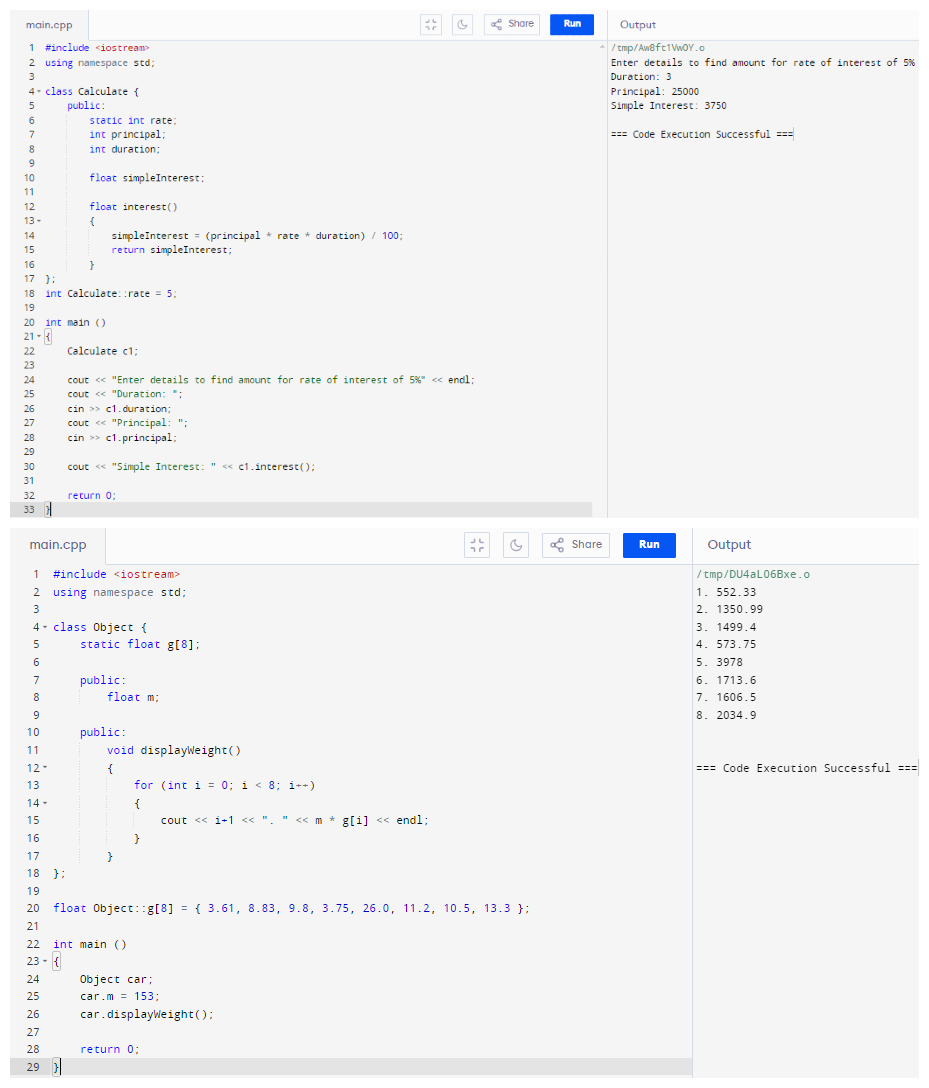 main.cpp
Share
Run
Output
1 #include <iostream>
2 using namespace std;
3
4 class Calculate {
5 public:
6 static int rate;
7 int principal;
8 int duration;
9
10 float simpleInterest;
11
12 float interest()
13 {
14 simpleInterest = (principal * rate * duration) / 100;
15 return simpleInterest;
16 }
17 };
18 int Calculate::rate = 5;
19
20 int main ()
21 {
22 Calculate c1;
23
24 cout << "Enter details to find amount for rate of interest of 5%" << endl;
25 cout << "Duration: ";
26 cin >> c1.duration;
27 cout << "Principal: ";
28 cin >> c1.principal;
29
30 cout << "Simple Interest: " << c1.interest();
31
32 return 0;
33 }
/tmp/Aw8fc1VwOY.o
Enter details to find amount for rate of interest of 5%
Duration: 3
Principal: 25000
Simple Interest: 3750
=== Code Execution Successful ===
main.cpp
Share
Run
Output
1 #include <iostream>
2 using namespace std;
3
4 class Object {
5 static float g[8];
6
7 public:
8 float m;
9
10 public:
11 void displayWeight()
12 {
13 for (int i = 0; i < 8; i++)
14 {
15 cout << i+1 << ". " << m * g[i] << endl;
16 }
17 }
18 };
19
20 float Object::g[8] = { 3.61, 8.83, 9.8, 3.75, 26.0, 11.2, 10.5, 13.3 };
21
22 int main ()
23 {
24 Object car;
25 car.m = 153;
26 car.displayWeight();
27
28 return 0;
29 }
/tmp/DU4aL06Bxe.o
1. 552.33
2. 1350.99
3. 1499.4
4. 573.75
5. 3978
6. 1713.6
7. 1606.5
8. 2034.9
=== Code Execution Successful ===